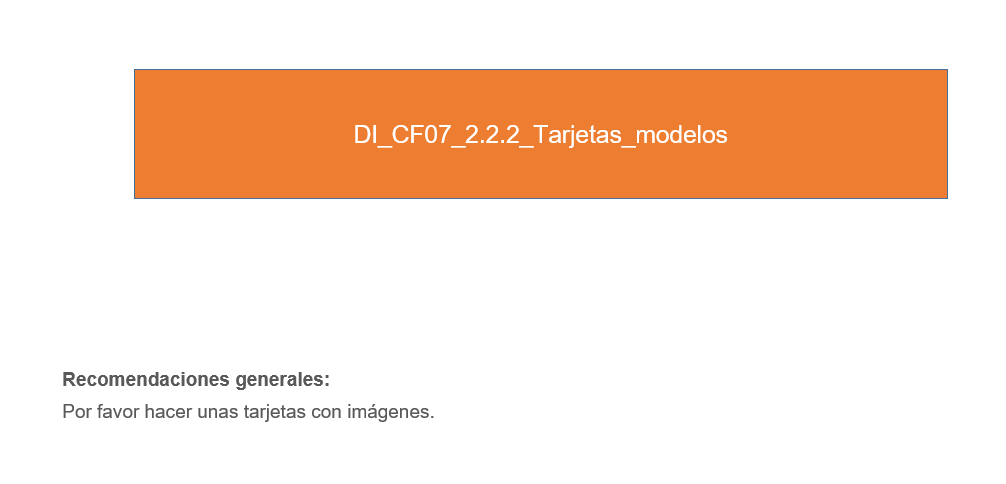 DI_CF07_2.2.2_Tarjetas_modelos
Recomendaciones generales:
Por favor hacer unas tarjetas con imágenes.